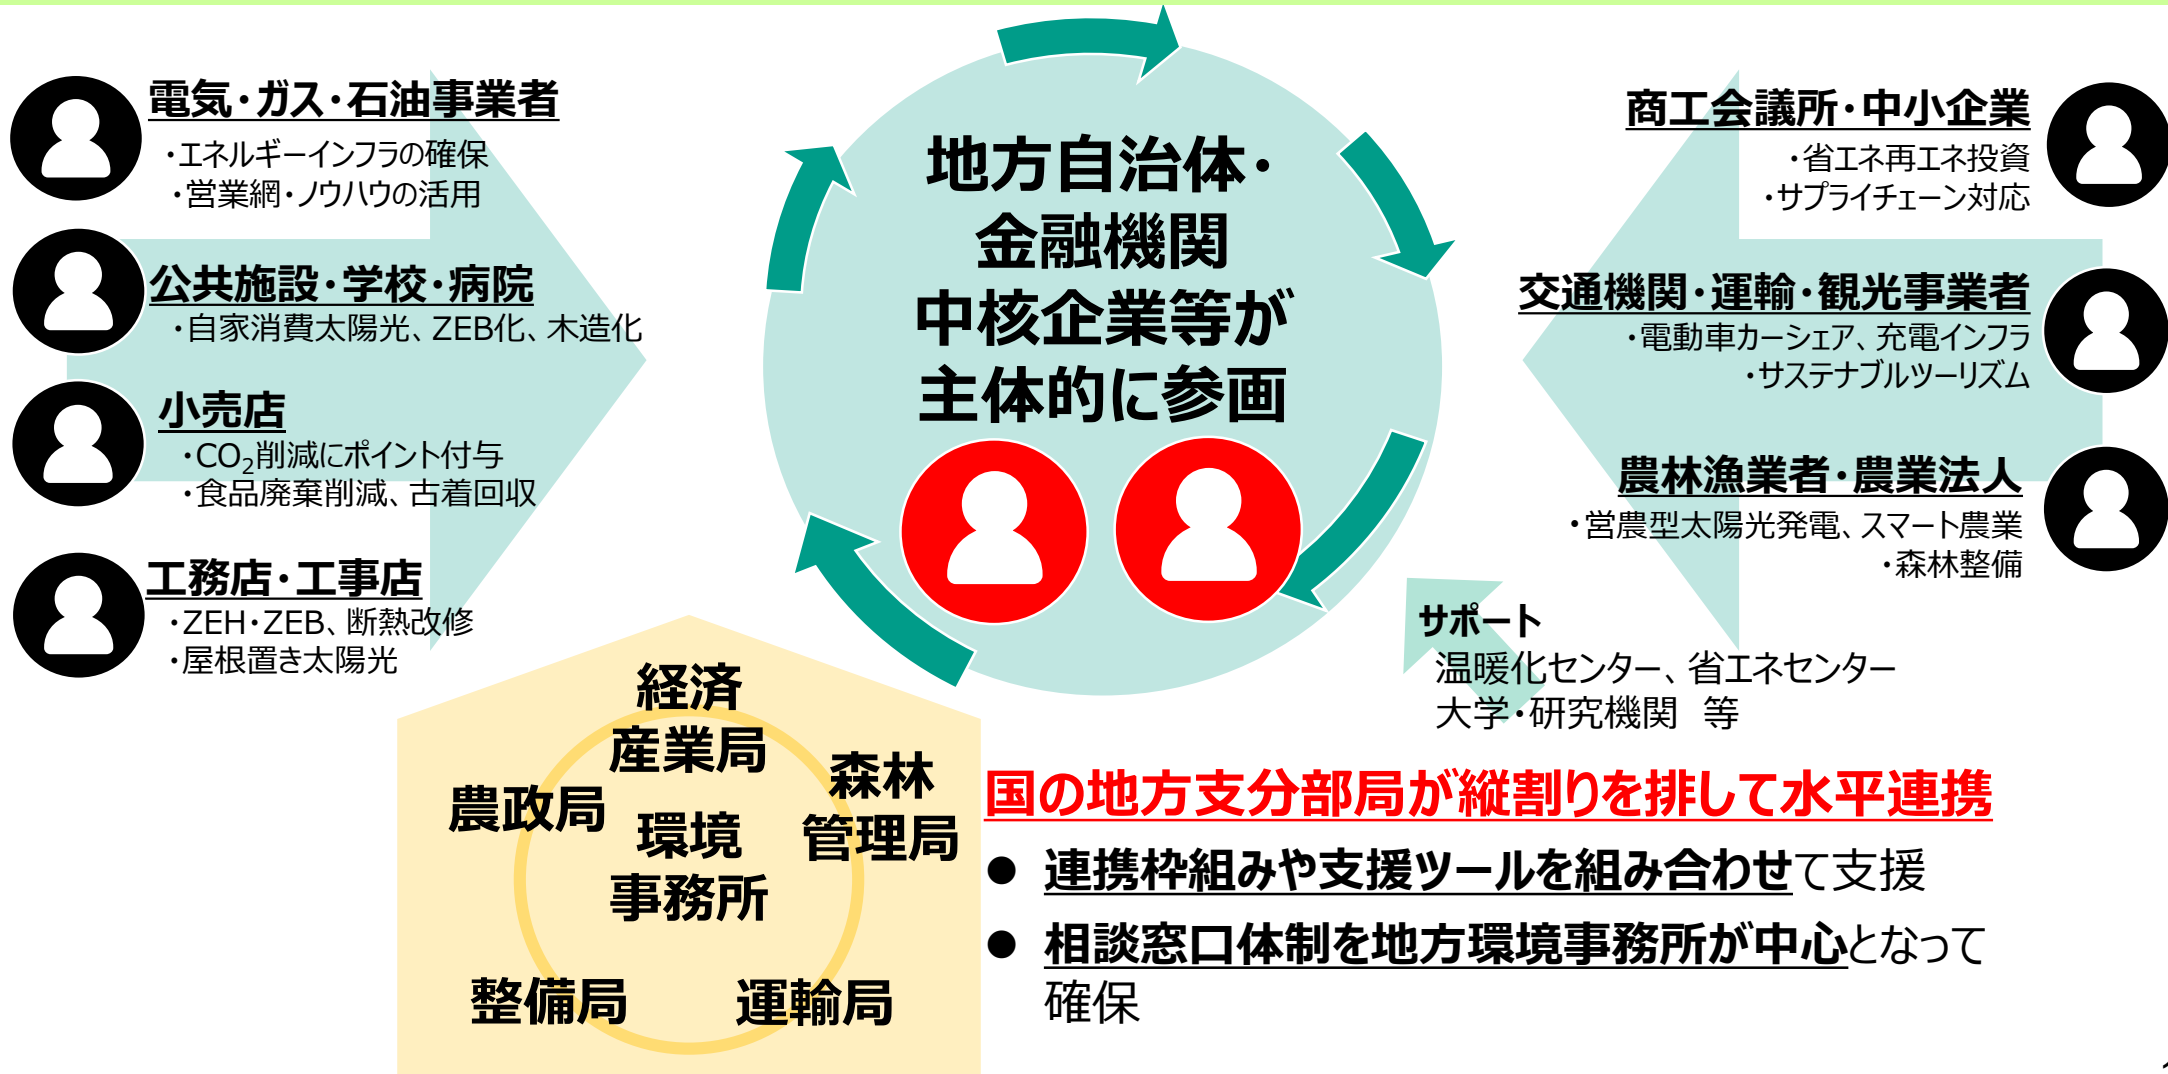 電気・ガス・石油事業者
・エネルギーインフラの確保
・営業網・ノウハウの活用
公共施設・学校・病院
・自家消費太陽光、ZEB化、木造化
小売店
・CO₂削減にポイント付与
・食品廃棄削減、古着回収
工務店・工事店
・ZEH・ZEB、断熱改修
・屋根置き太陽光
地方自治体・
金融機関
中核企業等が
主体的に参画
商工会議所・中小企業
・省エネ再エネ投資
・サプライチェーン対応
交通機関・運輸・観光事業者
・電動車カーシェア、充電インフラ
・サステナブルツーリズム
農林漁業者・農業法人
・営農型太陽光発電、スマート農業
・森林整備
サポート
温暖化センター、省エネセンター
大学・研究機関　等
経済
産業局
農政局
森林
管理局
環境
事務所
整備局
運輸局
国の地方支分部局が縦割りを排して水平連携
● 連携枠組みや支援ツールを組み合わせて支援
● 相談窓口体制を地方環境事務所が中心となって
確保